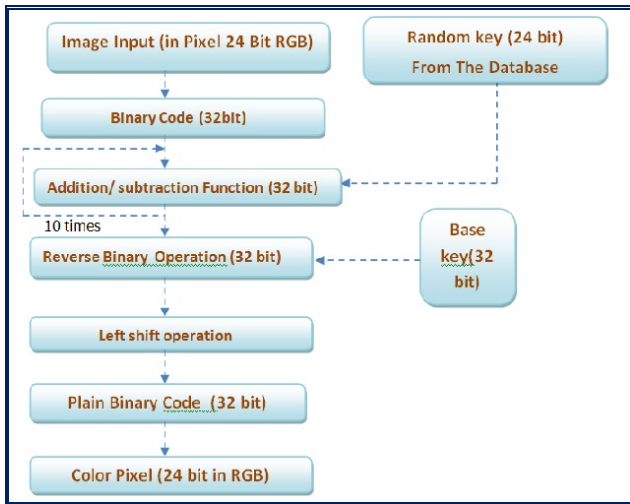 Image Input (in Pixel 24 Bit RGB)
Random key (24 bit)
From The Database
Binary Code (32bit)
Addition/ subtraction Function (32 bit)
10 times
Reverse Binary Operation (32 bit)
Base
key(32
bit)
Left shift operation
Plain Binary Code (32 bit)
Color Pixel (24 bit in RGB)